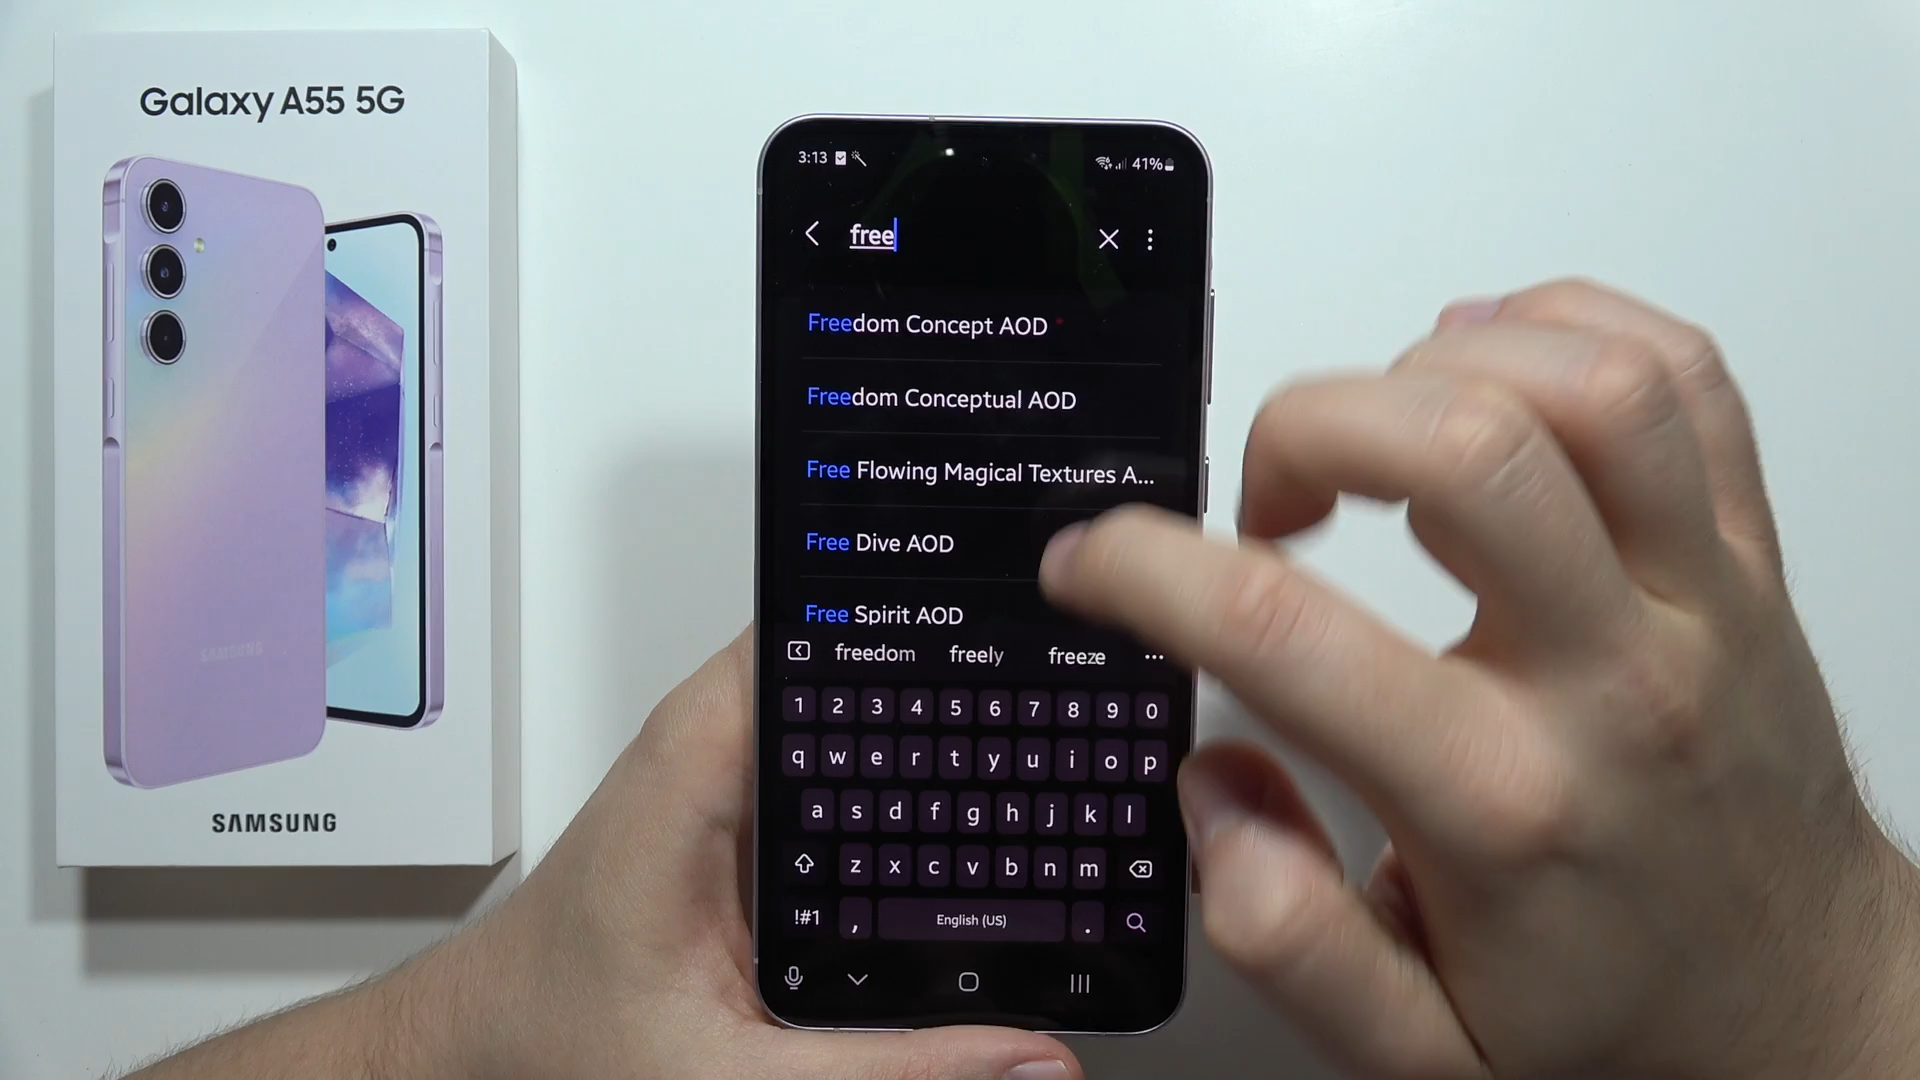 Galaxy A55 5G
SAMSUNG
SAMSUNG
3:13 41%
free
Freedom Concept AOD
Freedom Conceptual AOD
Free Flowing Magical Textures A...
Free Dive AOD
Free Spirit AOD
freedom freely freeze ...
1 2 3 4 5 6 7 8 9 0
q w e r t y u i o p
a s d f g h j k l
z x c v b n m
!#1 , English (US) .